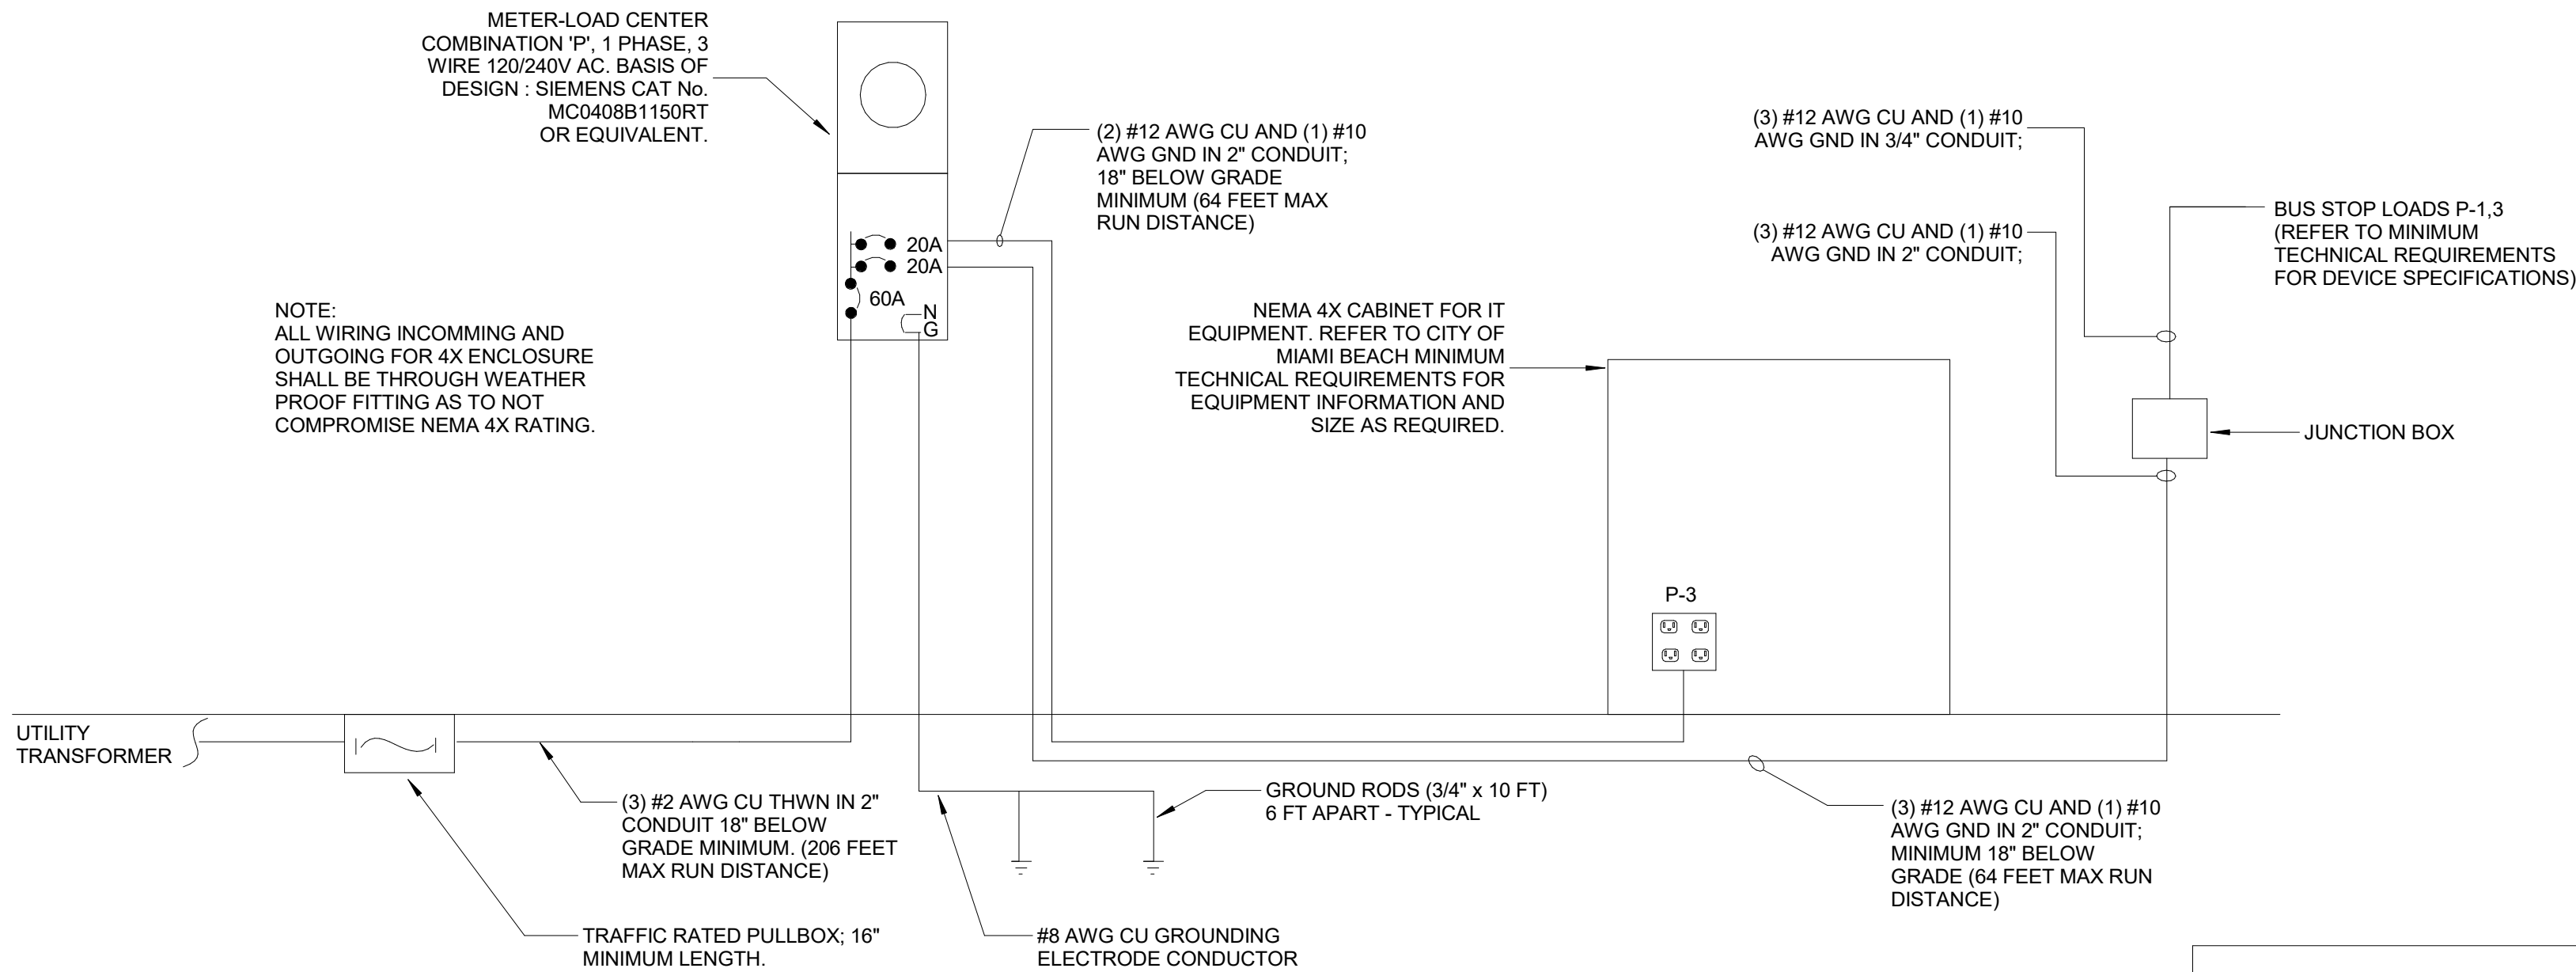 METER-LOAD CENTER
COMBINATION 'P', 1 PHASE, 3
WIRE 120/240V AC. BASIS OF
DESIGN : SIEMENS CAT No.
MC0408B1150RT
OR EQUIVALENT.
(2) #12 AWG CU AND (1) #10
AWG GND IN 2" CONDUIT;
18" BELOW GRADE
MINIMUM (64 FEET MAX
RUN DISTANCE)
(3) #12 AWG CU AND (1) #10
AWG GND IN 3/4" CONDUIT;
(3) #12 AWG CU AND (1) #10
AWG GND IN 2" CONDUIT;
BUS STOP LOADS P-1,3
(REFER TO MINIMUM
TECHNICAL REQUIREMENTS
FOR DEVICE SPECIFICATIONS)
20A
20A
60A
N
G
NOTE:
ALL WIRING INCOMMING AND
OUTGOING FOR 4X ENCLOSURE
SHALL BE THROUGH WEATHER
PROOF FITTING AS TO NOT
COMPROMISE NEMA 4X RATING.
NEMA 4X CABINET FOR IT
EQUIPMENT. REFER TO CITY OF
MIAMI BEACH MINIMUM
TECHNICAL REQUIREMENTS FOR
EQUIPMENT INFORMATION AND
SIZE AS REQUIRED.
JUNCTION BOX
P-3
UTILITY
TRANSFORMER
(3) #2 AWG CU THWN IN 2"
CONDUIT 18" BELOW
GRADE MINIMUM. (206 FEET
MAX RUN DISTANCE)
GROUND RODS (3/4" x 10 FT)
6 FT APART - TYPICAL
(3) #12 AWG CU AND (1) #10
AWG GND IN 2" CONDUIT;
MINIMUM 18" BELOW
GRADE (64 FEET MAX RUN
DISTANCE)
TRAFFIC RATED PULLBOX; 16"
MINIMUM LENGTH.
#8 AWG CU GROUNDING
ELECTRODE CONDUCTOR